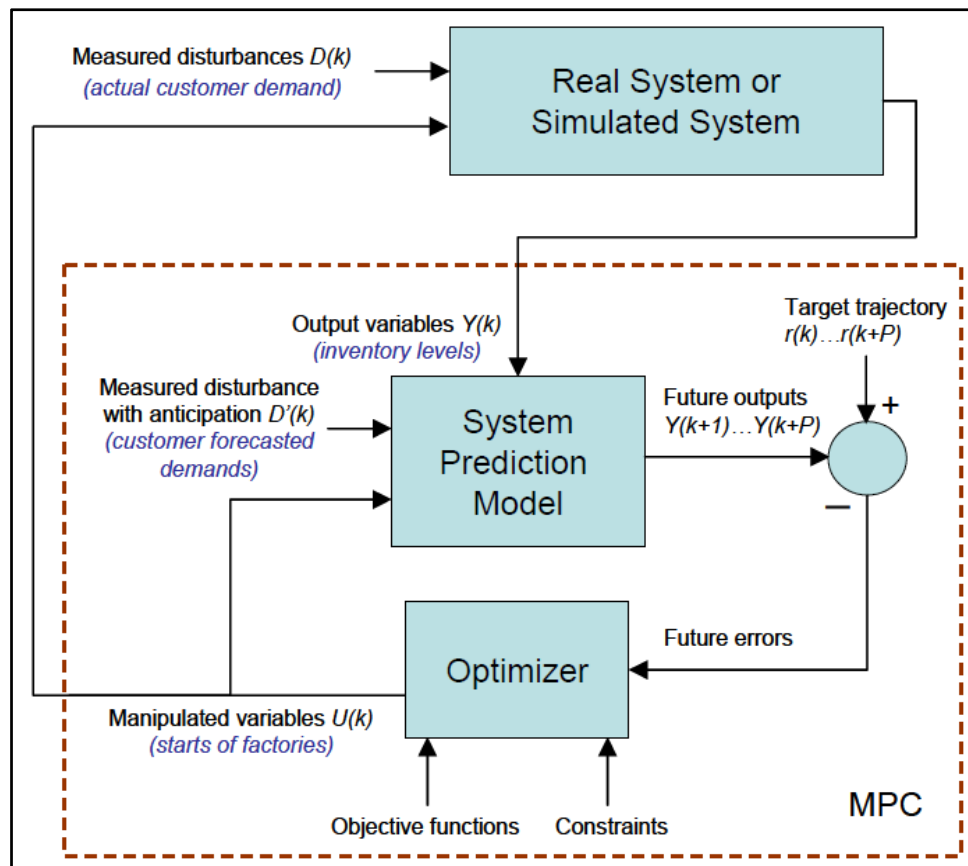 Measured disturbances D(k)
(actual customer demand)
Real System or
Simulated System
Output variables Y(k)
(inventory levels)
Target trajectory
r(k)…r(k+P)
Measured disturbance
with anticipation D'(k)
(customer forecasted
demands)
System
Prediction
Model
Future outputs
Y(k+1)…Y(k+P)
+
−
Optimizer
Future errors
Manipulated variables U(k)
(starts of factories)
Objective functions
Constraints
MPC